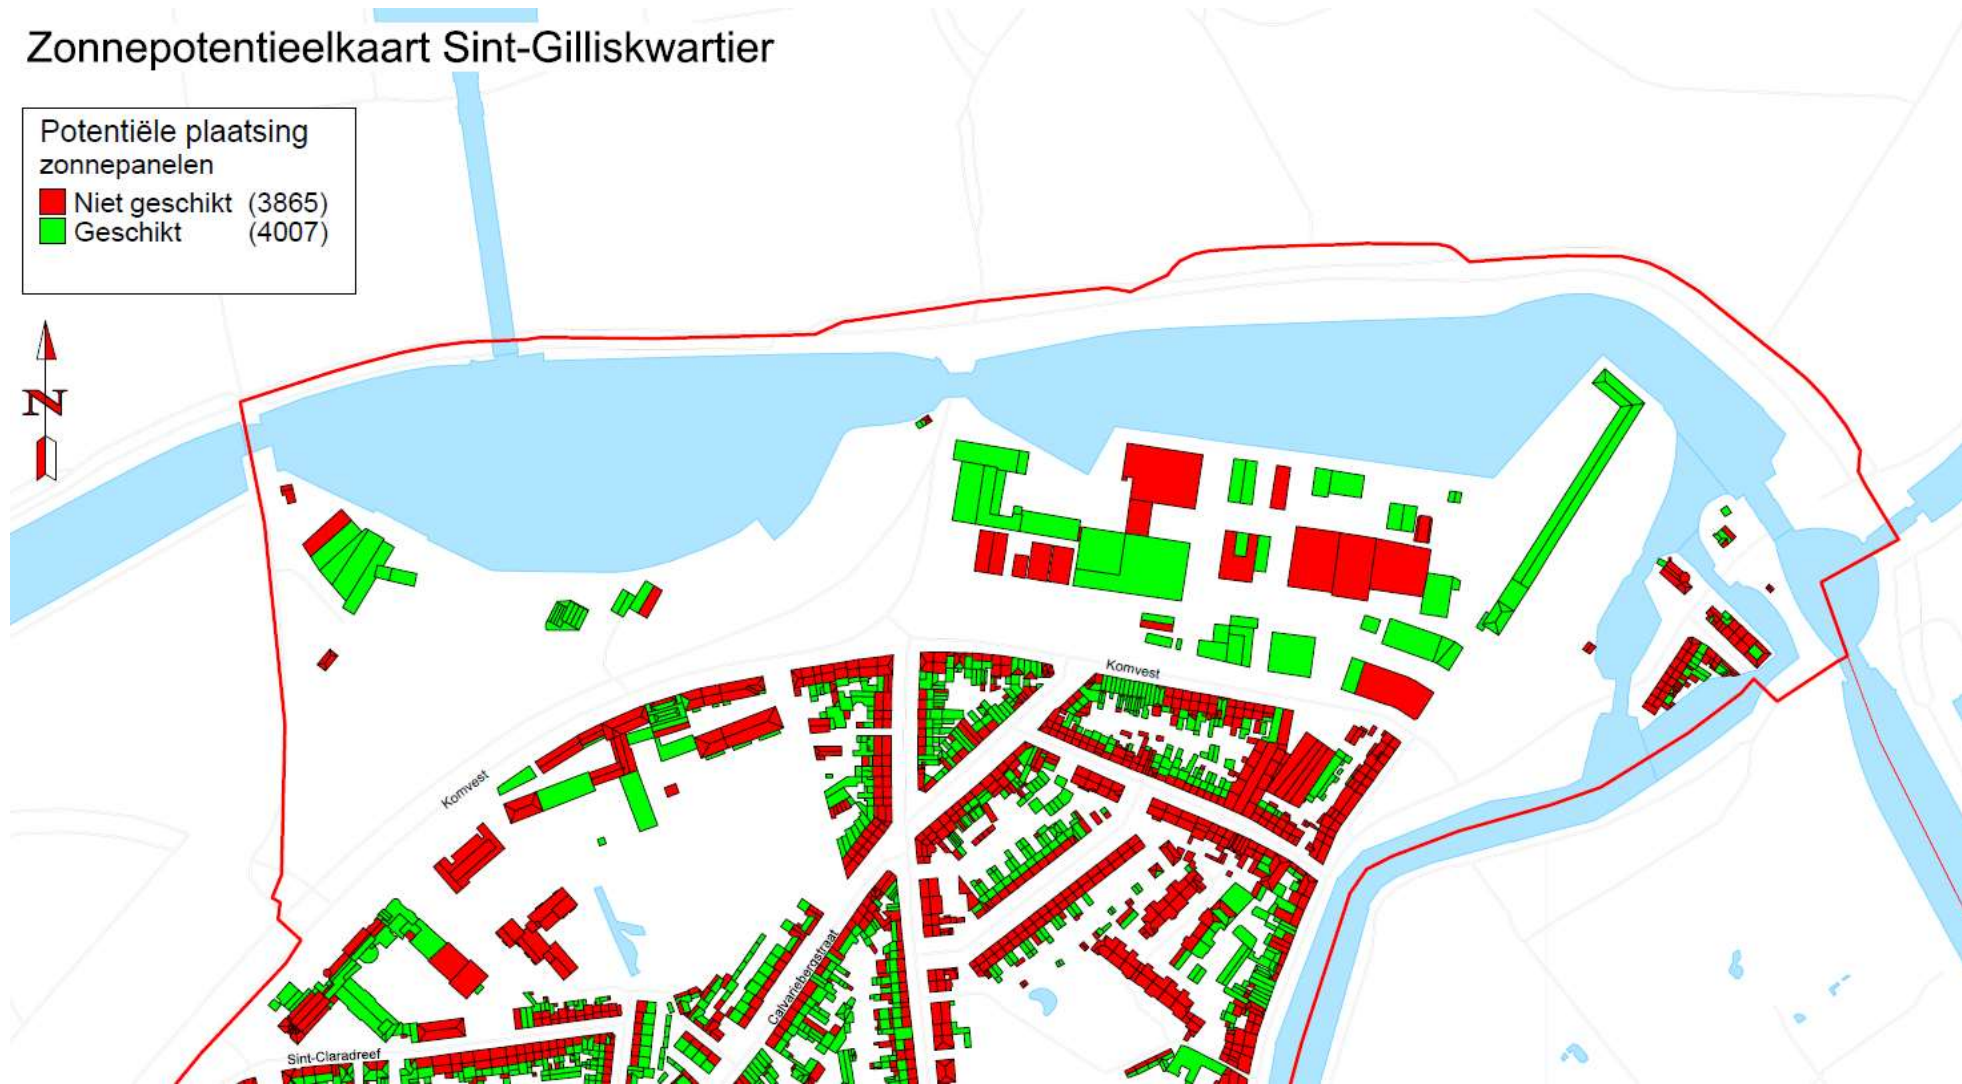 Zonnepotentieelkaart Sint-Gilliskwartier
Potentiële plaatsing
zonnepanelen
Niet geschikt (3865)
Geschikt (4007)
N
Komvest
Komvest
Calvariebergstraat
Sint-Claradreef